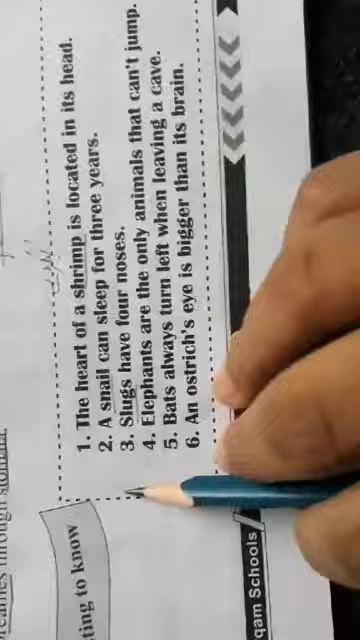 1. The heart of a shrimp is located in its head.
2. A snail can sleep for three years.
3. Slugs have four noses.
4. Elephants are the only animals that can't jump.
5. Bats always turn left when leaving a cave.
6. An ostrich's eye is bigger than its brain.
ting to know
gam Schools
through